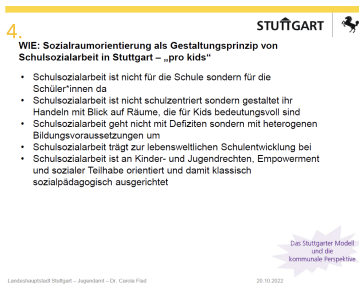 STUTTGART
4.
WIE: Sozialraumorientierung als Gestaltungsprinzip von
Schulsozialarbeit in Stuttgart – „pro kids“
• Schulsozialarbeit ist nicht für die Schule sondern für die
Schüler*innen da
• Schulsozialarbeit ist nicht schulzentriert sondern gestaltet ihr
Handeln mit Blick auf Räume, die für Kids bedeutungsvoll sind
• Schulsozialarbeit geht nicht mit Defiziten sondern mit heterogenen
Bildungsvoraussetzungen um
• Schulsozialarbeit trägt zur lebensweltlichen Schulentwicklung bei
• Schulsozialarbeit ist an Kinder- und Jugendrechten, Empowerment
und sozialer Teilhabe orientiert und damit klassisch
sozialpädagogisch ausgerichtet
Das Stuttgarter Modell
und die
kommunale Perspektive
Landeshauptstadt Stuttgart – Jugendamt – Dr. Carola Flad
20.10.2022